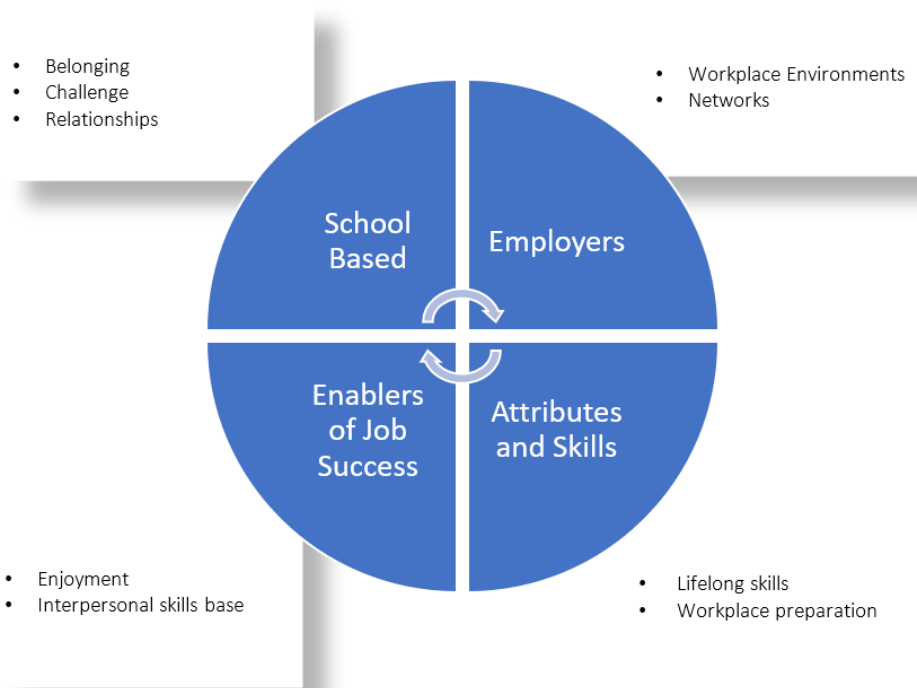 • Belonging
• Challenge
• Relationships
• Workplace Environments
• Networks
School
Based
Employers
Enablers
of Job
Success
Attributes
and Skills
• Enjoyment
• Interpersonal skills base
• Lifelong skills
• Workplace preparation